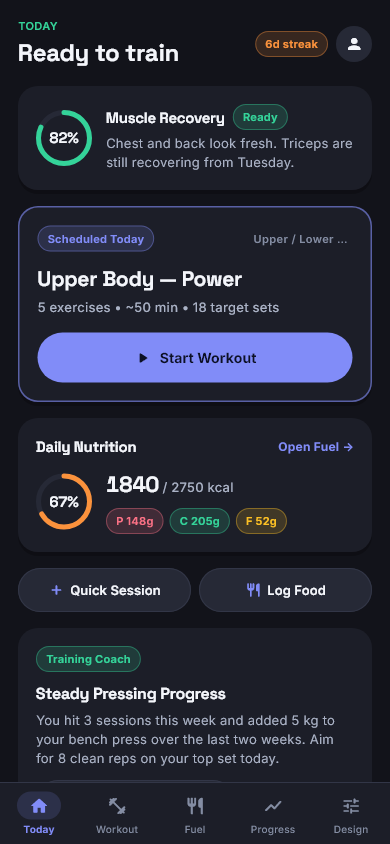 TODAY
Ready to train
6d streak
82%
Muscle Recovery
Ready
Chest and back look fresh. Triceps are
still recovering from Tuesday.
Scheduled Today
Upper / Lower ...
Upper Body — Power
5 exercises • ~50 min • 18 target sets
Start Workout
Daily Nutrition
Open Fuel →
67%
1840 / 2750 kcal
P 148g
C 205g
F 52g
+ Quick Session
Log Food
Training Coach
Steady Pressing Progress
You hit 3 sessions this week and added 5 kg to
your bench press over the last two weeks. Aim
for 8 clean reps on your top set today.
Today
Workout
Fuel
Progress
Design